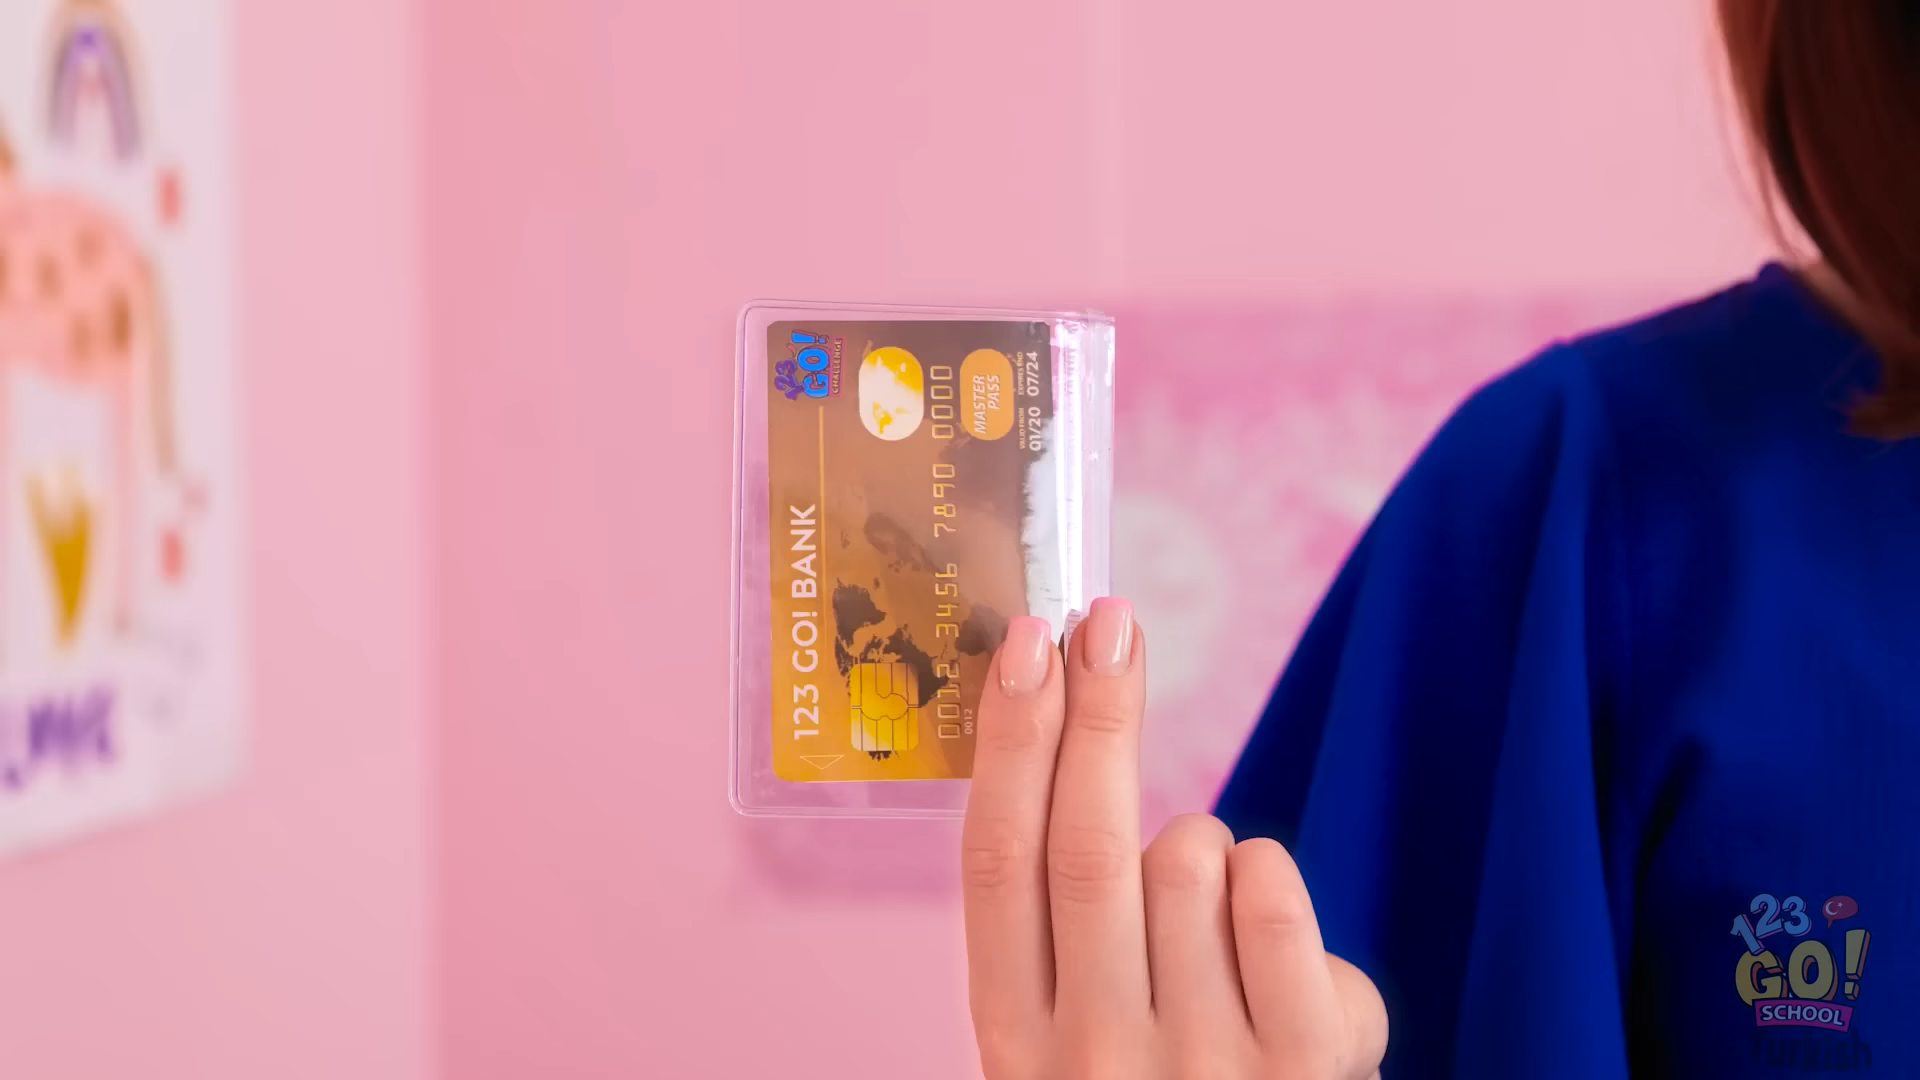 123
GO!
CHALLENGE
123 GO! BANK
0012 3456 7890 0000
0012
MASTER
PASS
VALID FROM
EXPIRES END
01/20
07/24
123
GO!
SCHOOL
Turkish